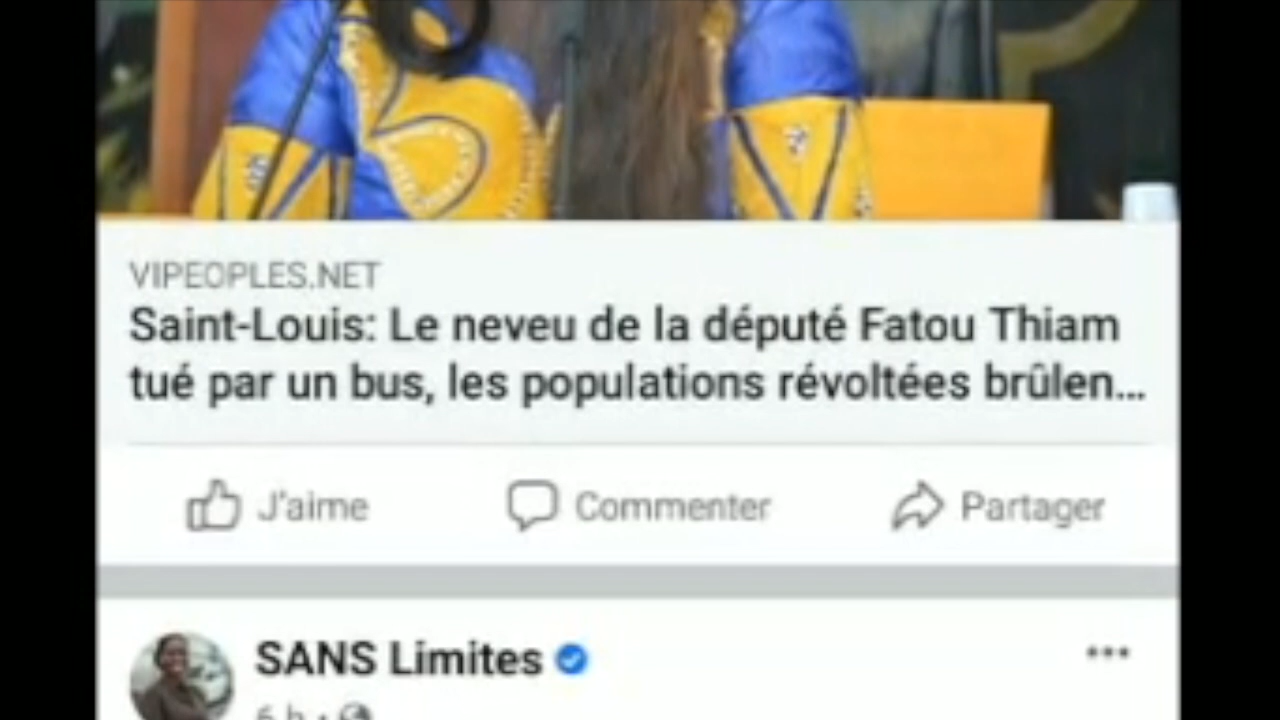 VIPEOPLES.NET
Saint-Louis: Le neveu de la député Fatou Thiam
tué par un bus, les populations révoltées brûlen...
J'aime
Commenter
Partager
SANS Limites
6 h